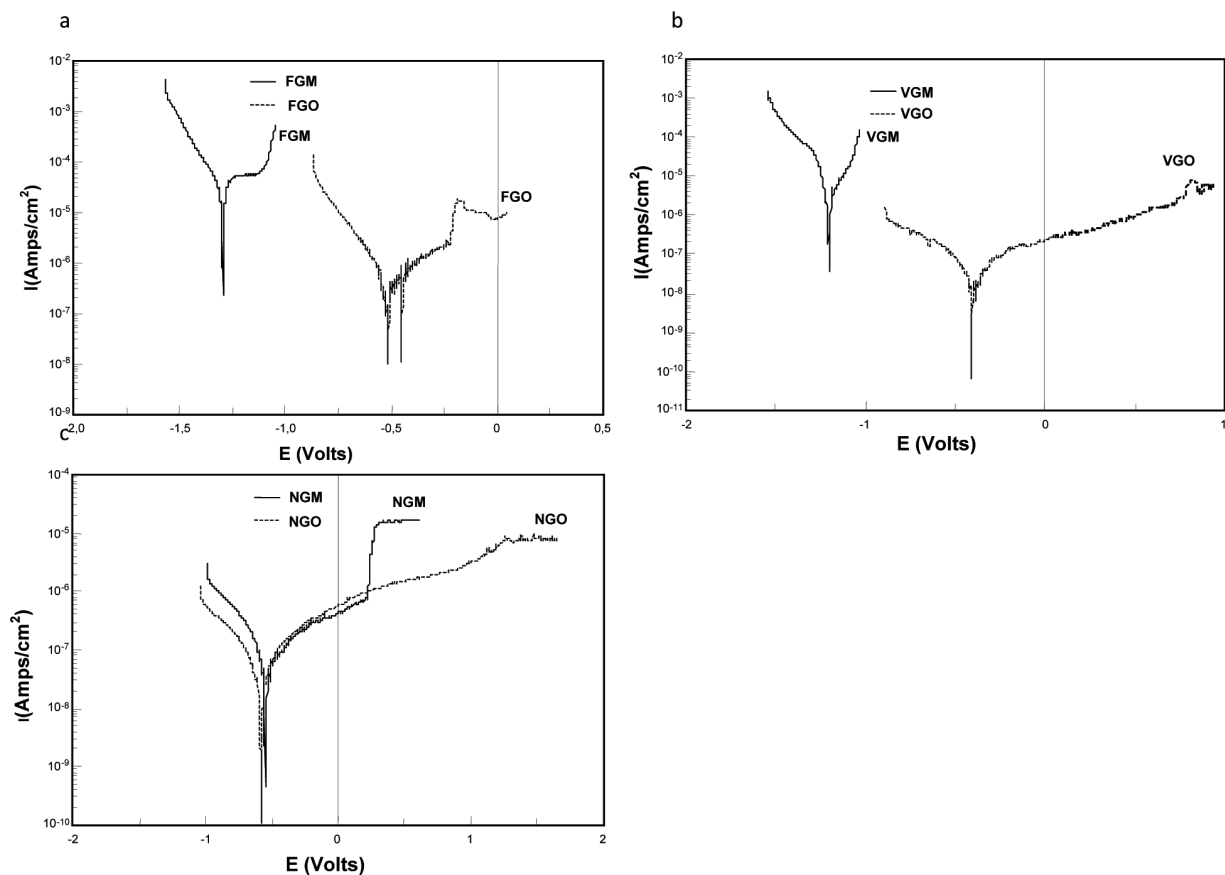 a
10-2
10-3
10-4
10-5
10-6
10-7
10-8
10-9
I(Amps/cm2)
FGM
FGO
FGM
FGO
-2,0
-1,5
-1,0
-0,5
0
0,5
E (Volts)
b
10-2
10-3
10-4
10-5
10-6
10-7
10-8
10-9
10-10
10-11
I(Amps/cm2)
VGM
VGO
VGM
VGO
-2
-1
0
1
E (Volts)
c
10-4
10-5
10-6
10-7
10-8
10-9
10-10
I(Amps/cm2)
NGM
NGO
NGM
NGO
-2
-1
0
1
2
E (Volts)